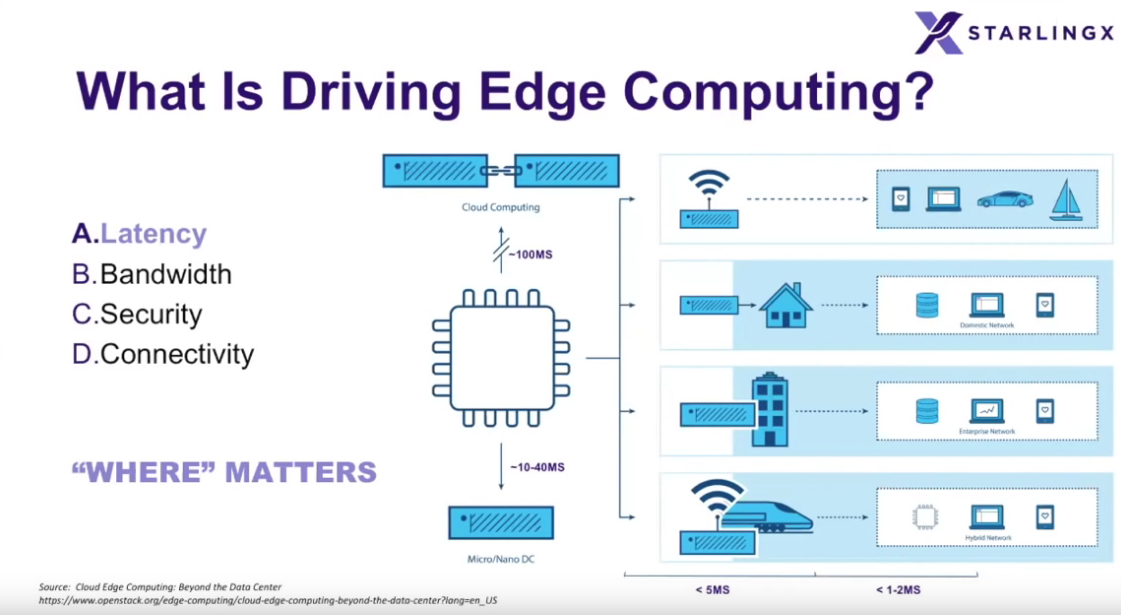 STARLINGX
What Is Driving Edge Computing?
A.Latency
B.Bandwidth
C.Security
D.Connectivity
“WHERE” MATTERS
Cloud Computing
~100MS
~10-40MS
Micro/Nano DC
Domestic Network
Enterprise Network
Hybrid Network
< 5MS
< 1-2MS
Source: Cloud Edge Computing: Beyond the Data Center
https://www.openstack.org/edge-computing/cloud-edge-computing-beyond-the-data-center?lang=en_US